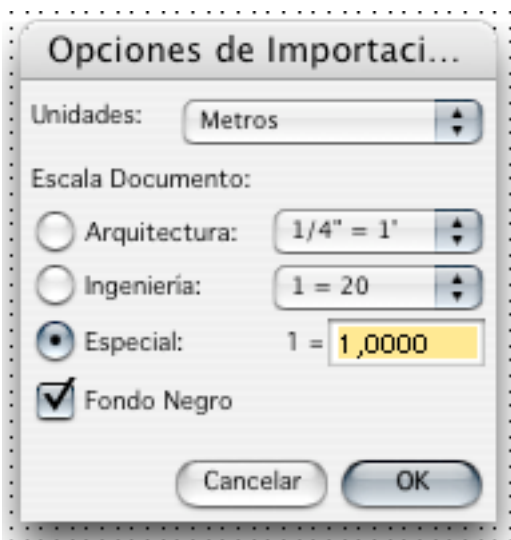 Opciones de Importaci...
Unidades: Metros
Escala Documento:
Arquitectura: 1/4" = 1'
Ingeniería: 1 = 20
Especial: 1 = 1,0000
Fondo Negro
Cancelar OK